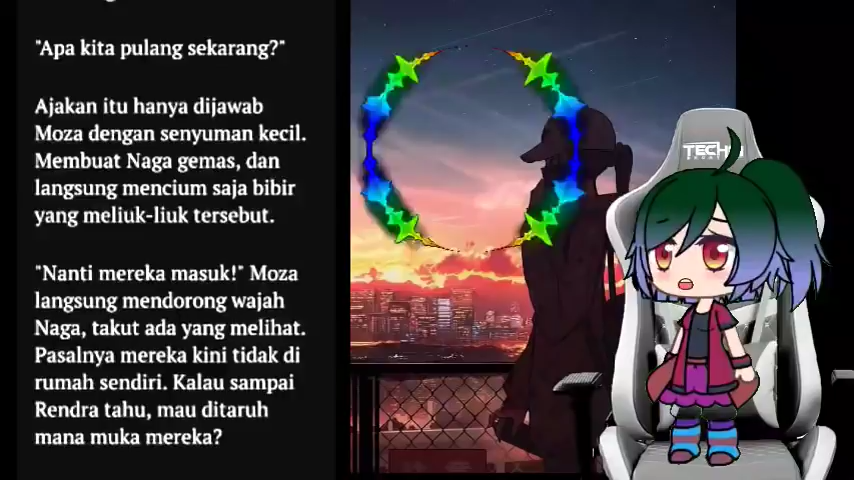 "Apa kita pulang sekarang?"
Ajakan itu hanya dijawab
Moza dengan senyuman kecil.
Membuat Naga gemas, dan
langsung mencium saja bibir
yang meliuk-liuk tersebut.
"Nanti mereka masuk!" Moza
langsung mendorong wajah
Naga, takut ada yang melihat.
Pasalnya mereka kini tidak di
rumah sendiri. Kalau sampai
Rendra tahu, mau ditaruh
mana muka mereka?